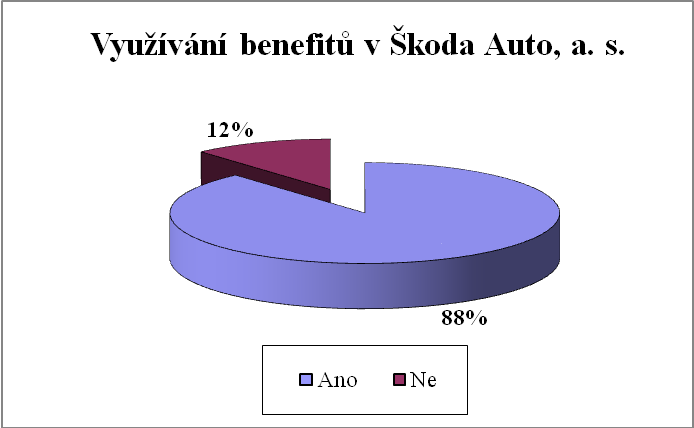 Využívání benefitů v Škoda Auto, a. s.
12%
88%
Ano
Ne